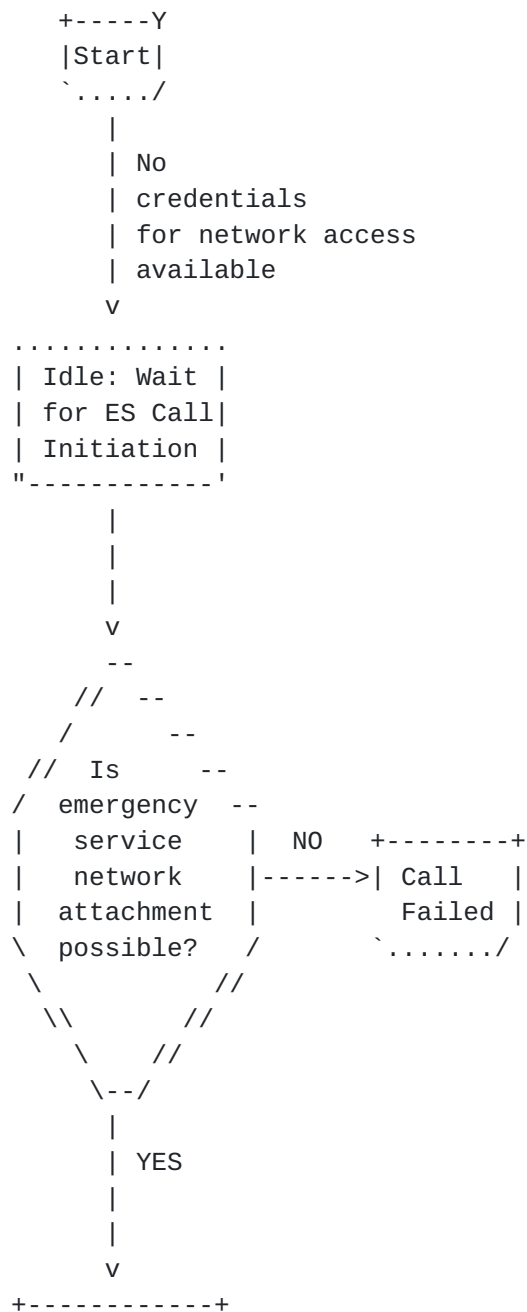 +-----Y
|Start|
`...../
|
| No
| credentials
| for network access
| available
v
..............
| Idle: Wait |
| for ES Call|
| Initiation |
"------------'
|
|
|
v
--
// --
/ --
// Is --
/ emergency --
| service | NO +--------+
| network |------>| Call |
| attachment | Failed |
\ possible? / `......./
\ //
\\ //
\ //
\--/
|
| YES
|
|
v
+------------+